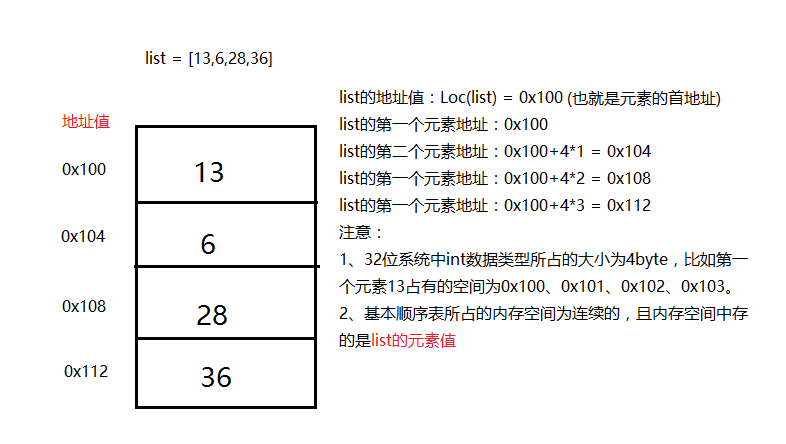 list = [13,6,28,36]
地址值
0x100
13
0x104
6
0x108
28
0x112
36
list的地址值：Loc(list) = 0x100 (也就是元素的首地址)
list的第一个元素地址：0x100
list的第二个元素地址：0x100+4*1 = 0x104
list的第一个元素地址：0x100+4*2 = 0x108
list的第一个元素地址：0x100+4*3 = 0x112
注意：
1、32位系统中int数据类型所占的大小为4byte，比如第一
个元素13占有的空间为0x100、0x101、0x102、0x103。
2、基本顺序表所占的内存空间为连续的，且内存空间中存
的是list的元素值